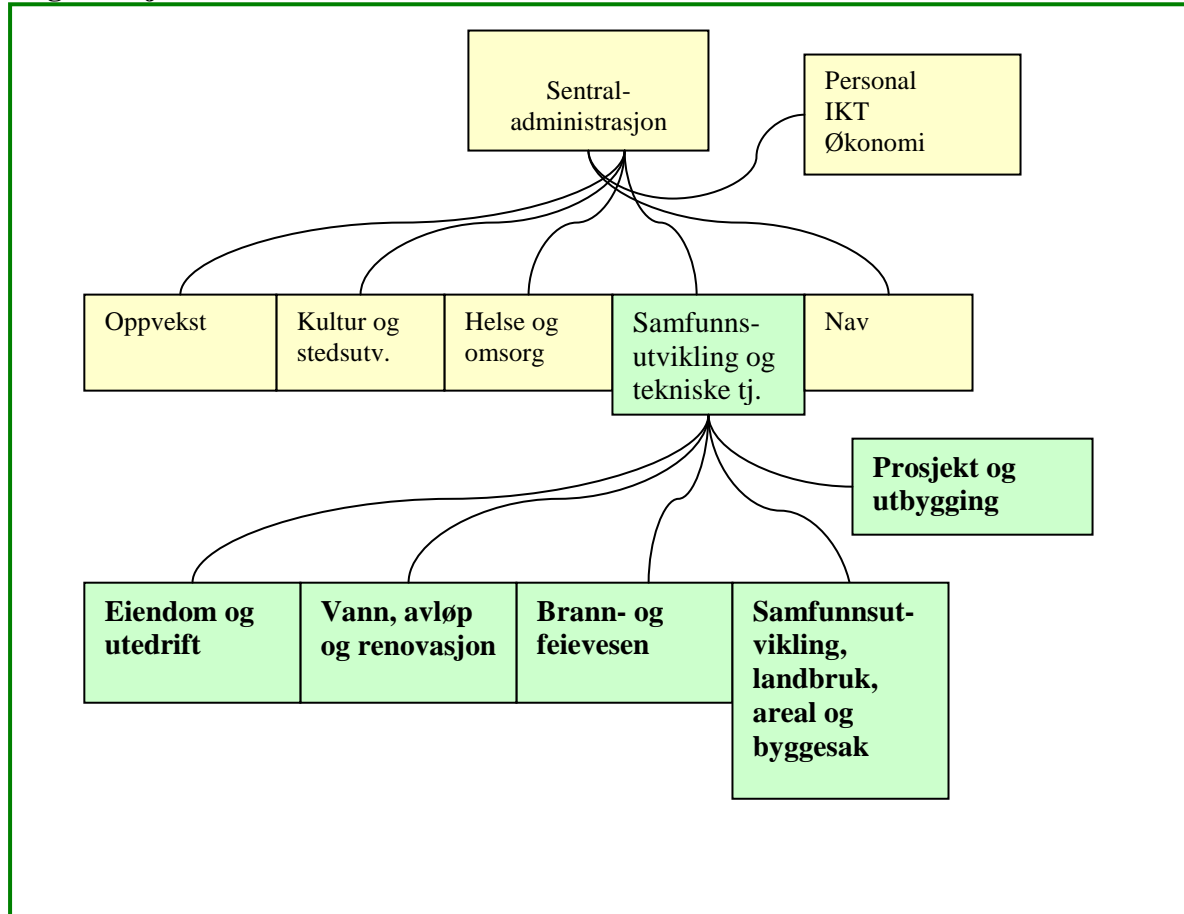 Sentral-
administrasjon
Personal
IKT
Økonomi
Oppvekst
Kultur og
stedsutv.
Helse og
omsorg
Samfunns-
utvikling og
tekniske tj.
Nav
Prosjekt og
utbygging
Eiendom og
utedrift
Vann, avløp
og renovasjon
Brann- og
feievesen
Samfunnsut-
vikling,
landbruk,
areal og
byggesak